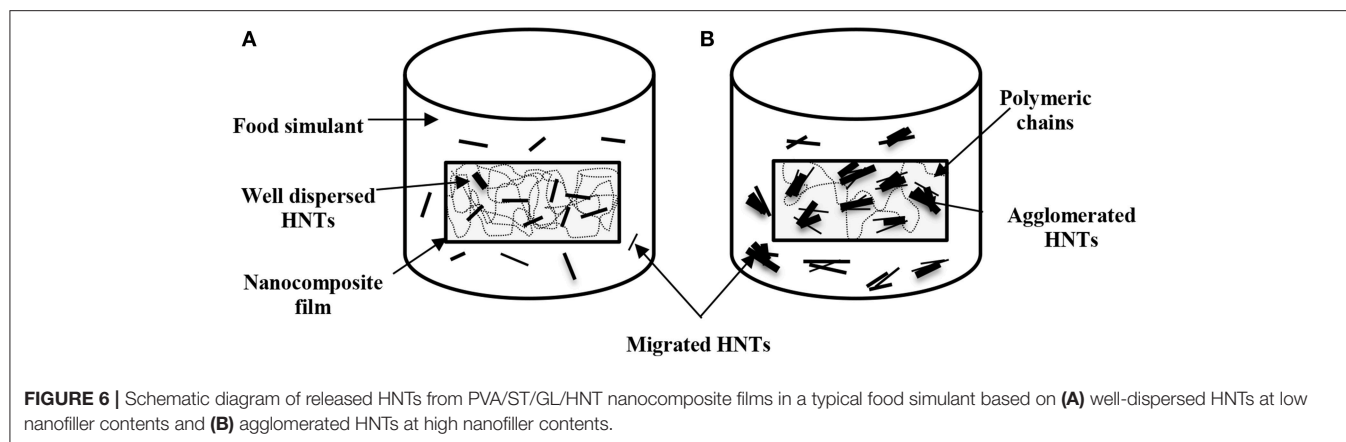 A
B
Food simulant
Polymeric
chains
Well dispersed
HNTs
Agglomerated
HNTs
Nanocomposite
film
Migrated HNTs
FIGURE 6 | Schematic diagram of released HNTs from PVA/ST/GL/HNT nanocomposite films in a typical food simulant based on (A) well-dispersed HNTs at low
nanofiller contents and (B) agglomerated HNTs at high nanofiller contents.